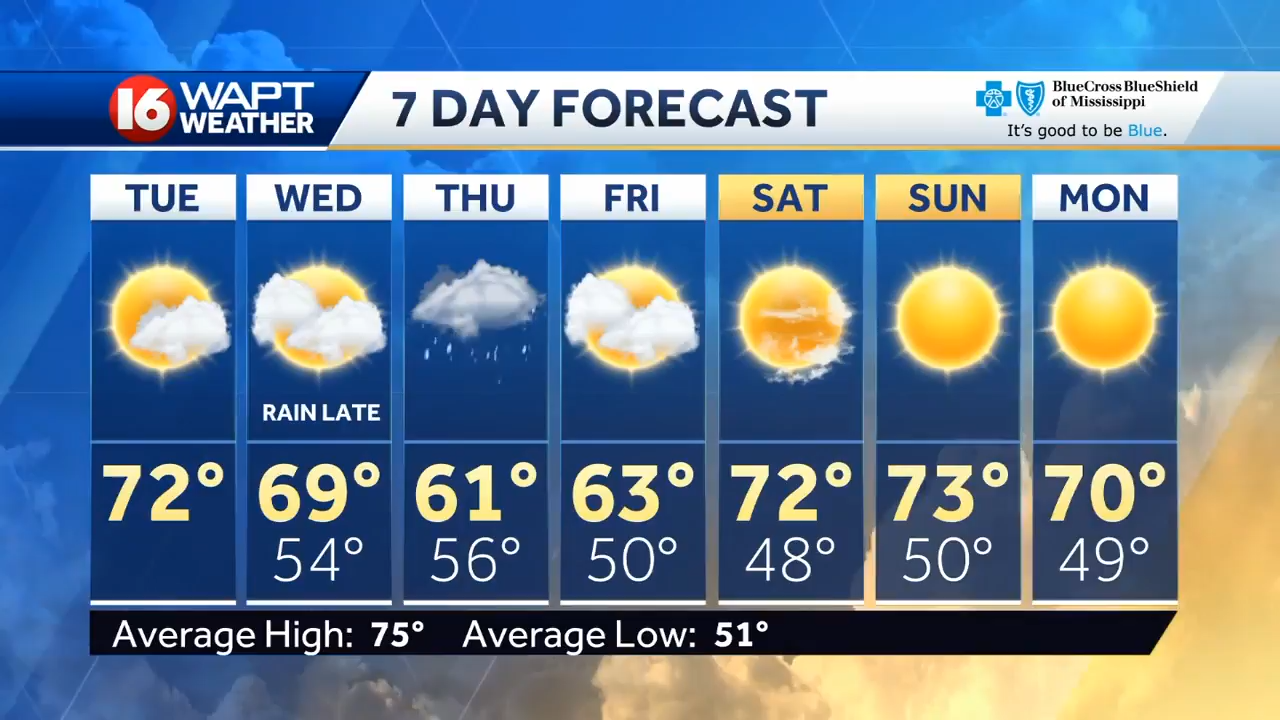 16 WAPT
WEATHER
7 DAY FORECAST
BlueCross BlueShield
of Mississippi
It's good to be Blue.
TUE WED THU FRI SAT SUN MON
RAIN LATE
72° 69° 61° 63° 72° 73° 70°
54° 56° 50° 48° 50° 49°
Average High: 75° Average Low: 51°